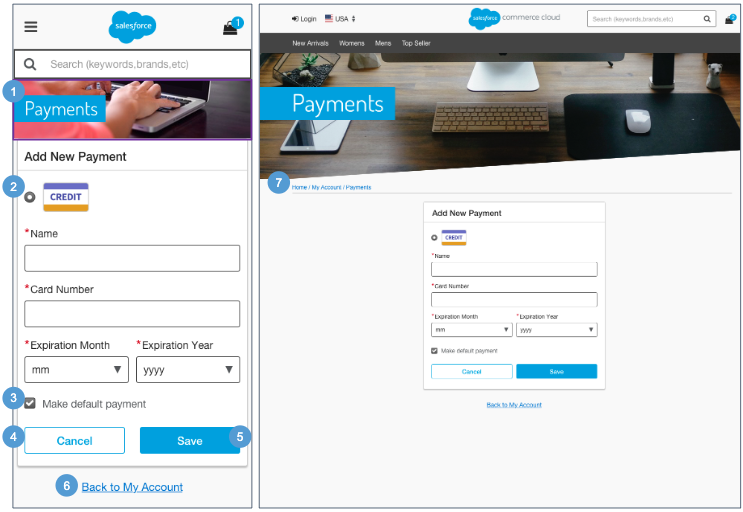 salesforce
1
Search (keywords,brands,etc)
1
Payments
Add New Payment
2
CREDIT
*Name
*Card Number
*Expiration Month *Expiration Year
mm yyyy
3
Make default payment
4
Cancel Save
5
6
Back to My Account
Login USA
salesforce commerce cloud
Search (keywords,brands,etc)
New Arrivals Womens Mens Top Seller
Payments
7
Home / My Account / Payments
Add New Payment
CREDIT
*Name
*Card Number
*Expiration Month *Expiration Year
mm yyyy
Make default payment
Cancel Save
Back to My Account